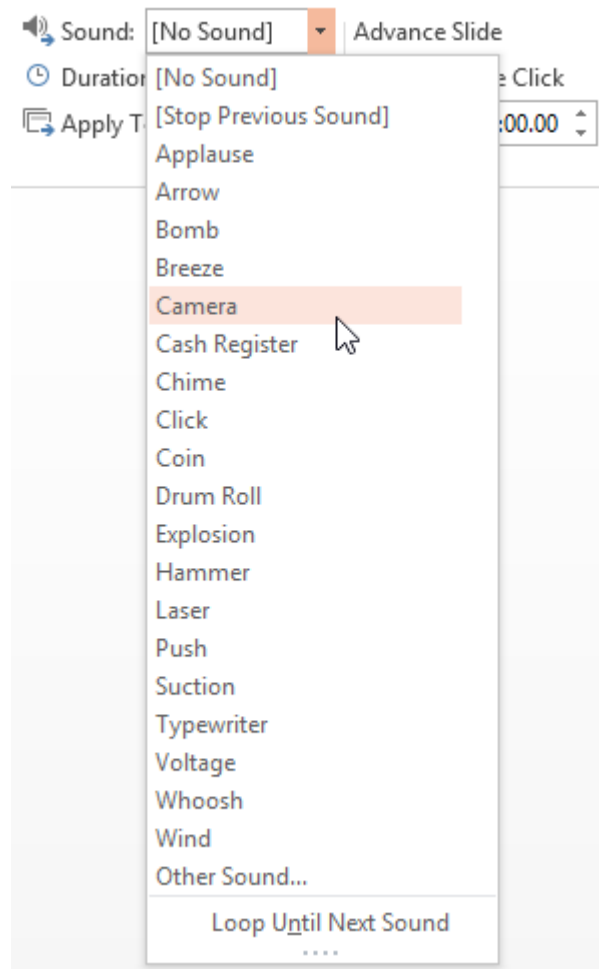 Sound: [No Sound] Advance Slide
Duration
Click
Apply T
:00.00
[No Sound]
[Stop Previous Sound]
Applause
Arrow
Bomb
Breeze
Camera
Cash Register
Chime
Click
Coin
Drum Roll
Explosion
Hammer
Laser
Push
Suction
Typewriter
Voltage
Whoosh
Wind
Other Sound...
Loop Until Next Sound